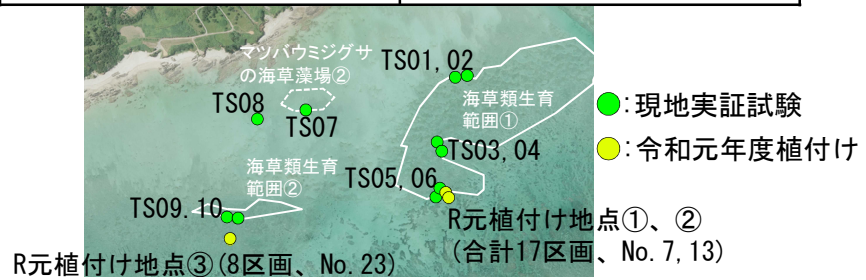 マツバウミジグサ
の海草藻場②
TS01,02
海草類生育
範囲①
TS08
TS07
●:現地実証試験
TS03,04
●:令和元年度植付け
海草類生育
範囲②
TS05,06
TS09.10
R元植付け地点①、②
(合計17区画、No.7,13)
R元植付け地点③(8区画、No.23)